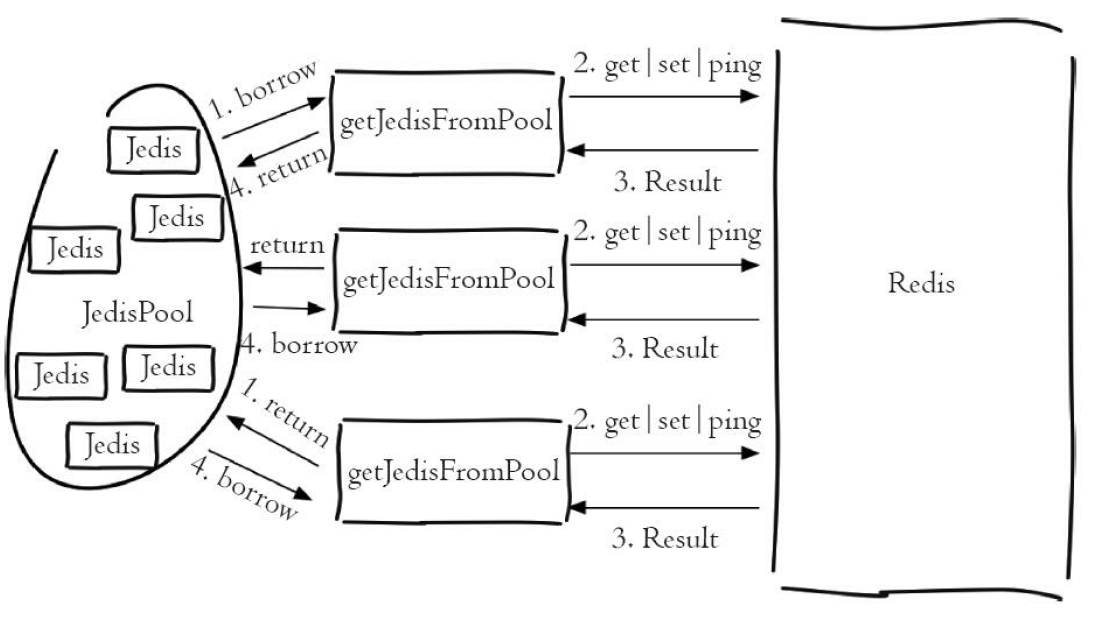 Jedis
Jedis
Jedis
JedisPool
Jedis
Jedis
Jedis
1. borrow
4. return
getJedisFromPool
2. get|set|ping
3. Result
return
4. borrow
getJedisFromPool
2. get|set|ping
3. Result
1. return
4. borrow
getJedisFromPool
2. get|set|ping
3. Result
Redis